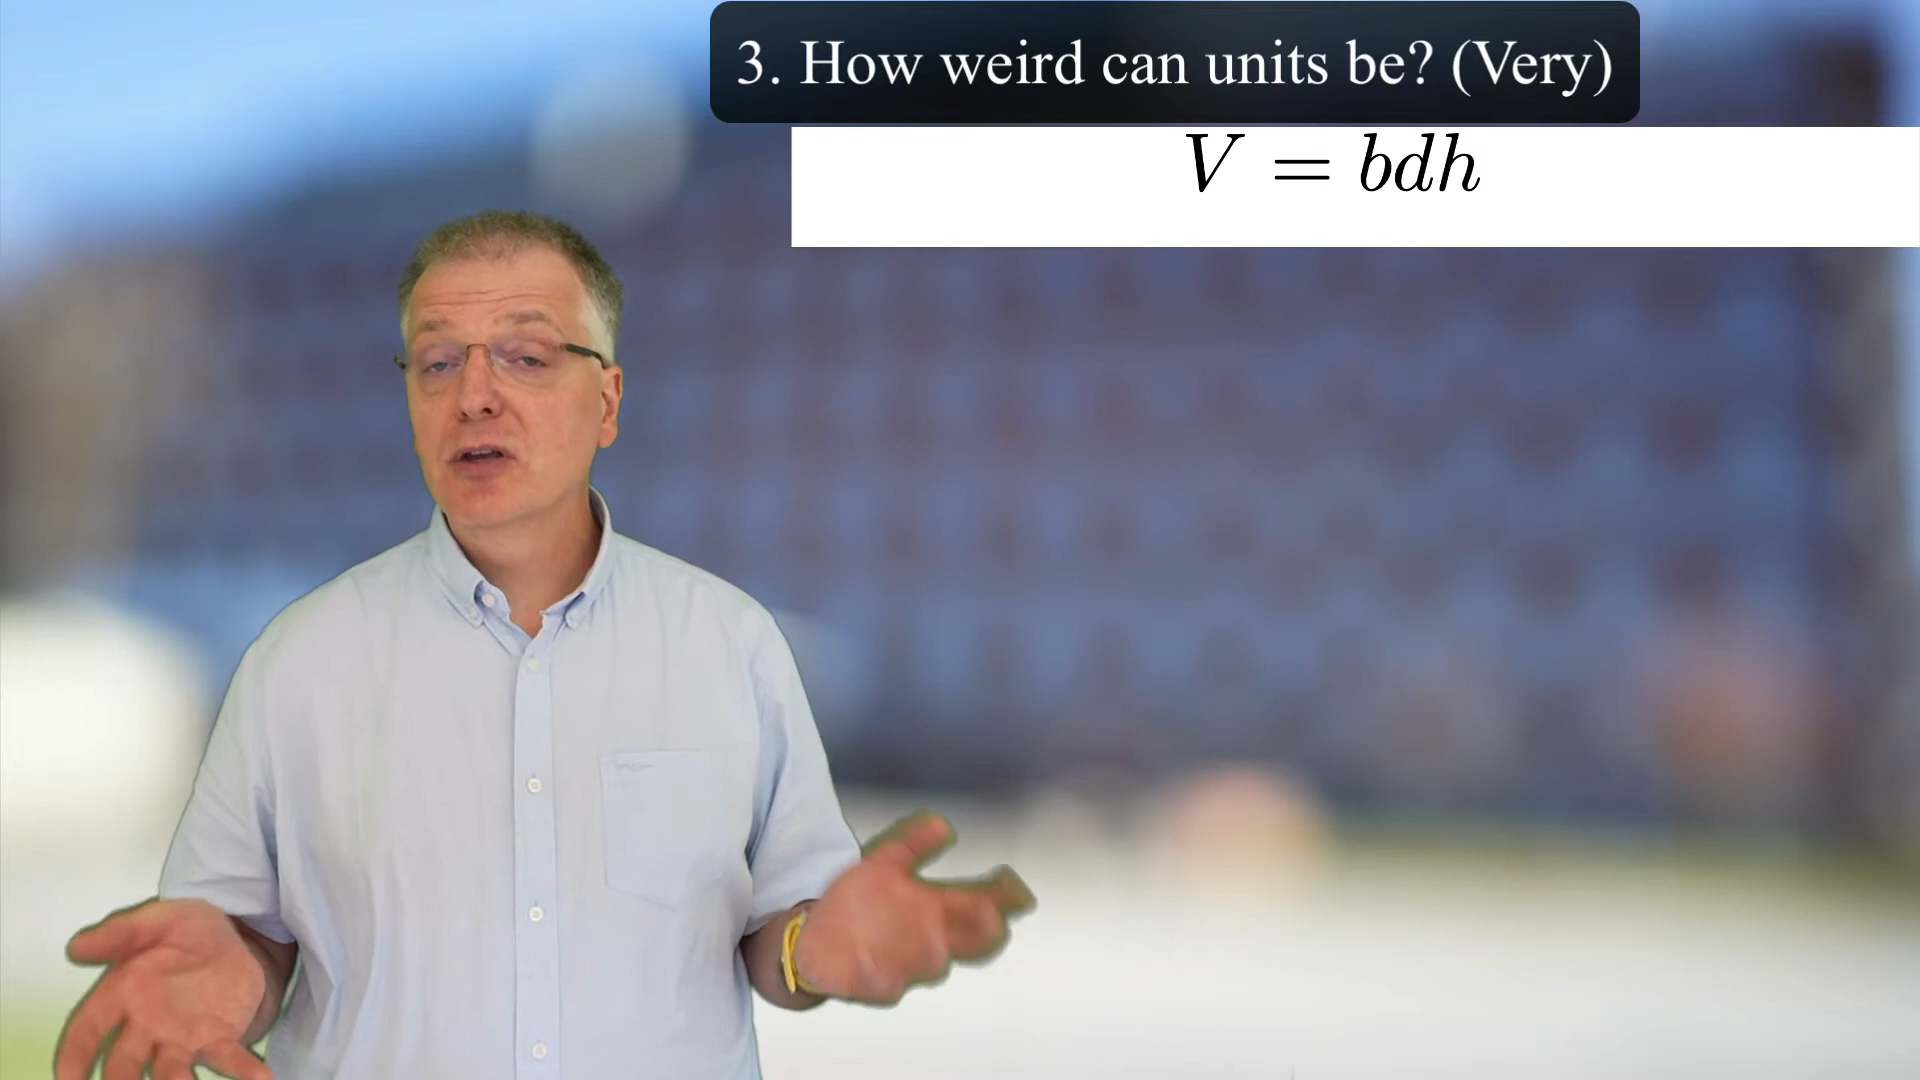 3. How weird can units be? (Very)
V = bdh